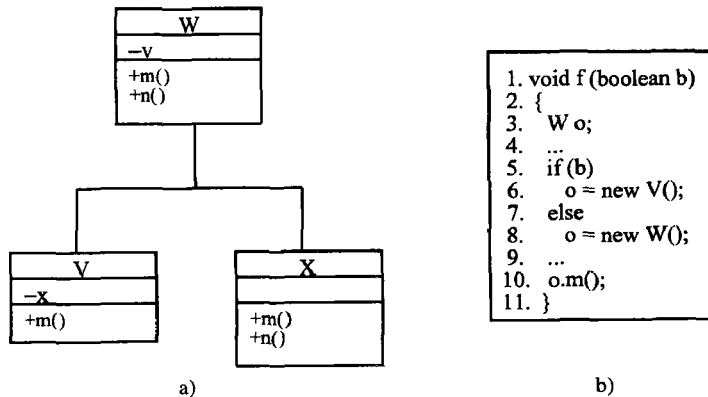 W
–v
+m()
+n()
V
–x
+m()
X
+m()
+n()
a)
1. void f (boolean b)
2. {
3. W o;
4. ...
5. if (b)
6. o = new V();
7. else
8. o = new W();
9. ...
10. o.m();
11. }
b)